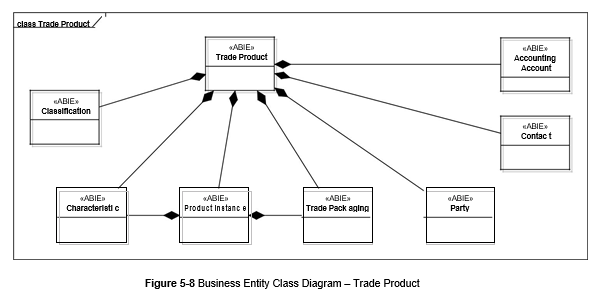 class Trade Product
«ABIE»
Trade Product
«ABIE»
Accounting
Account
«ABIE»
Classification
«ABIE»
Contac t
«ABIE»
Characteristi c
«ABIE»
Product Instanc e
«ABIE»
Trade Pack aging
«ABIE»
Party
Figure 5-8 Business Entity Class Diagram – Trade Product